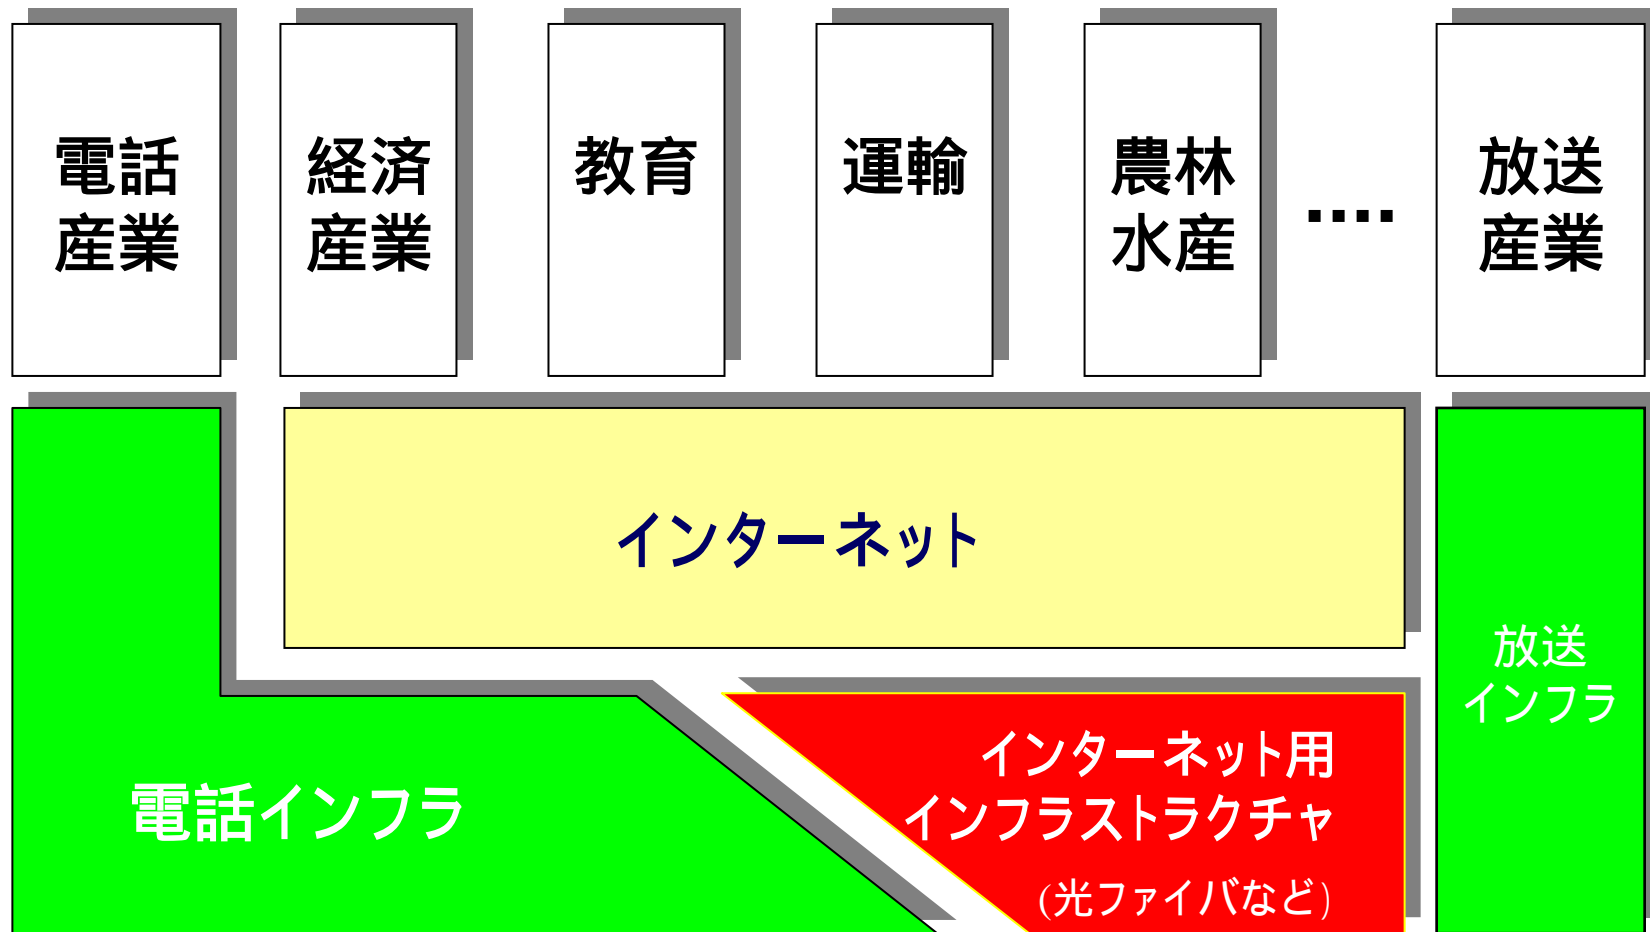 電話
産業
経済
産業
教育
運輸
農林
水産
....
放送
産業
インターネット
放送
インフラ
電話インフラ
インターネット用
インフラストラクチャ
(光ファイバなど)